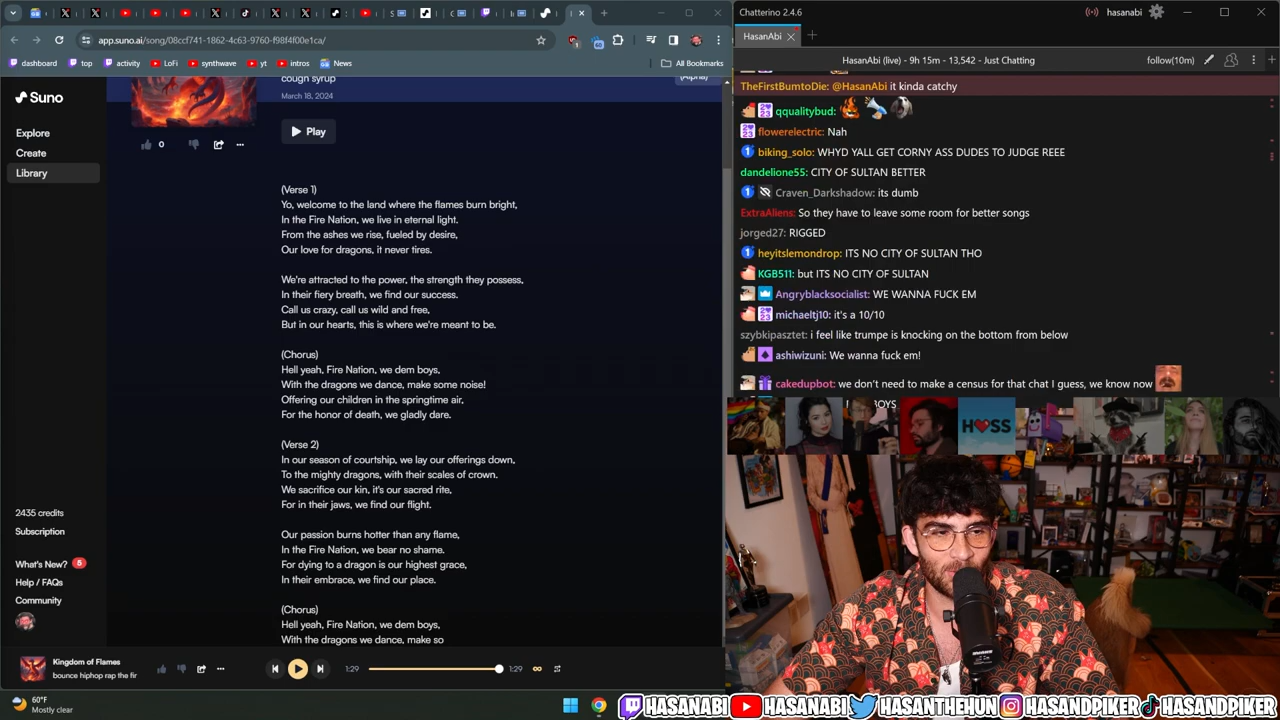 Chatterino 2.4.6
hasanabi
app.suno.ai/song/08ccf741-1862-4c63-9760-f98f4f00e1ca/
HasanAbi
dashboard
top
activity
LoFi
synthwave
yt
intros
News
All Bookmarks
HasanAbi (live) - 9h 15m - 13,542 - Just Chatting
follow(10m)
Suno
Explore
Create
Library
2435 credits
Subscription
What's New? 5
Help / FAQs
Community
cough syrup
(Alpha)
March 18, 2024
0
Play
(Verse 1)
Yo, welcome to the land where the flames burn bright,
In the Fire Nation, we live in eternal light.
From the ashes we rise, fueled by desire,
Our love for dragons, it never tires.
We're attracted to the power, the strength they possess,
In their fiery breath, we find our success.
Call us crazy, call us wild and free,
But in our hearts, this is where we're meant to be.
(Chorus)
Hell yeah, Fire Nation, we dem boys,
With the dragons we dance, make some noise!
Offering our children in the springtime air,
For the honor of death, we gladly dare.
(Verse 2)
In our season of courtship, we lay our offerings down,
To the mighty dragons, with their scales of crown.
We sacrifice our kin, it's our sacred rite,
For in their jaws, we find our flight.
Our passion burns hotter than any flame,
In the Fire Nation, we bear no shame.
For dying to a dragon is our highest grace,
In their embrace, we find our place.
(Chorus)
Hell yeah, Fire Nation, we dem boys,
With the dragons we dance, make so
Kingdom of Flames
bounce hiphop rap the fir
1:29
1:29
60°F
Mostly clear
TheFirstBumtoDie: @HasanAbi it kinda catchy
qqualitybud:
flowerelectric: Nah
biking_solo: WHYD YALL GET CORNY ASS DUDES TO JUDGE REEE
dandelione55: CITY OF SULTAN BETTER
Craven_Darkshadow: its dumb
ExtraAliens: So they have to leave some room for better songs
jorged27: RIGGED
heyitslemondrop: ITS NO CITY OF SULTAN THO
KGB511: but ITS NO CITY OF SULTAN
Angryblacksocialist: WE WANNA FUCK EM
michaeltj10: it's a 10/10
szybkipasztet: i feel like trumpe is knocking on the bottom from below
ashiwizuni: We wanna fuck em!
cakedupbot: we don't need to make a census for that chat I guess, we know now
BOYS
HOSS
HASANABI
HASANABI
HASANTHEHUN
HASANDPIKER
HASANDPIKER